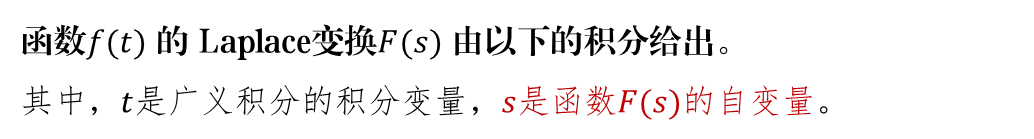 函数f(t) 的 Laplace变换F(s) 由以下的积分给出。
其中，t是广义积分的积分变量，s是函数F(s)的自变量。